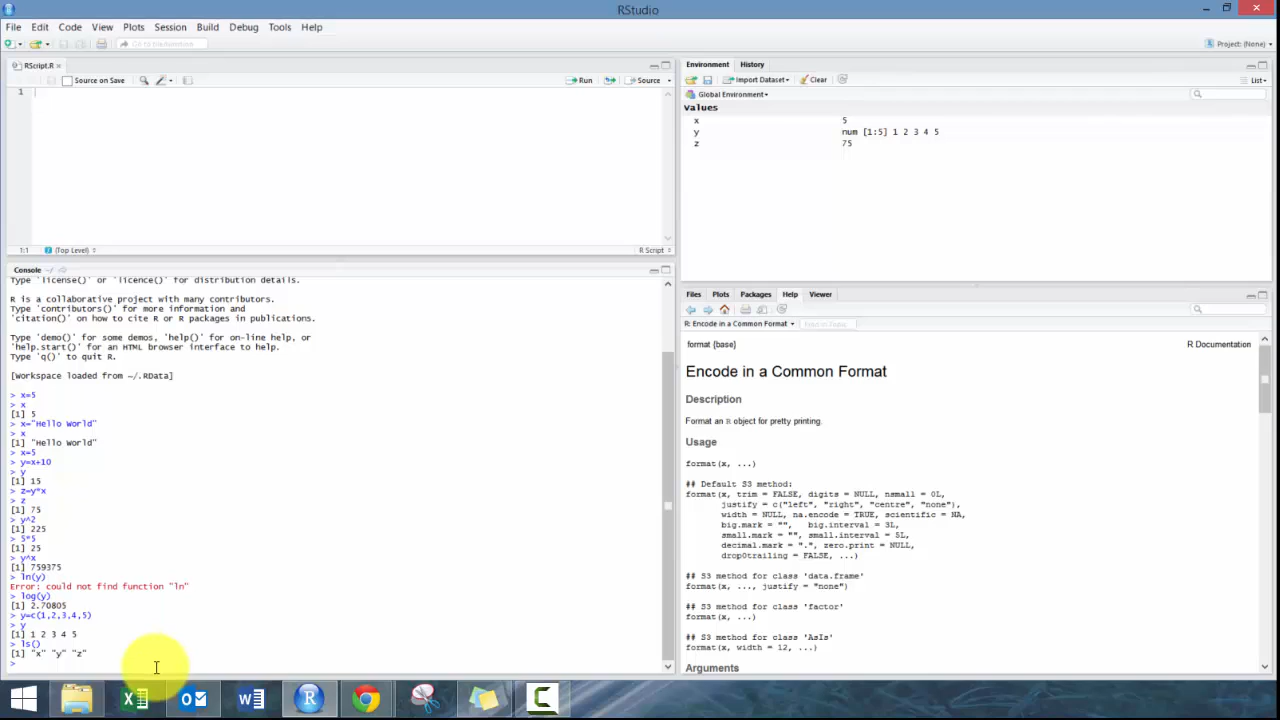 RStudio
File Edit Code View Plots Session Build Debug Tools Help
Go to file/function
Project: (None)
RScript.R
Source on Save
Run
Source
1
1:1
(Top Level)
R Script
Console ~/
Type 'license()' or 'licence()' for distribution details.
R is a collaborative project with many contributors.
Type 'contributors()' for more information and
'citation()' on how to cite R or R packages in publications.
Type 'demo()' for some demos, 'help()' for on-line help, or
'help.start()' for an HTML browser interface to help.
Type 'q()' to quit R.
[Workspace loaded from ~/.RData]
> x=5
> x
[1] 5
> x="Hello World"
> x
[1] "Hello World"
> x=5
> y=x+10
> y
[1] 15
> z=y*x
> z
[1] 75
> y^2
[1] 225
> 5*5
[1] 25
> y^x
[1] 759375
> ln(y)
Error: could not find function "ln"
> log(y)
[1] 2.70805
> y=c(1,2,3,4,5)
> y
[1] 1 2 3 4 5
> ls()
[1] "x" "y" "z"
>
Environment History
Import Dataset Clear
List
Global Environment
Values
x 5
y num [1:5] 1 2 3 4 5
z 75
Files Plots Packages Help Viewer
R: Encode in a Common Format Find in Topic
format {base} R Documentation
Encode in a Common Format
Description
Format an R object for pretty printing.
Usage
format(x, ...)
## Default S3 method:
format(x, trim = FALSE, digits = NULL, nsmall = 0L,
justify = c("left", "right", "centre", "none"),
width = NULL, na.encode = TRUE, scientific = NA,
big.mark = "", big.interval = 3L,
small.mark = "", small.interval = 5L,
decimal.mark = ".", zero.print = NULL,
drop0trailing = FALSE, ...)
## S3 method for class 'data.frame'
format(x, ..., justify = "none")
## S3 method for class 'factor'
format(x, ...)
## S3 method for class 'AsIs'
format(x, width = 12, ...)
Arguments